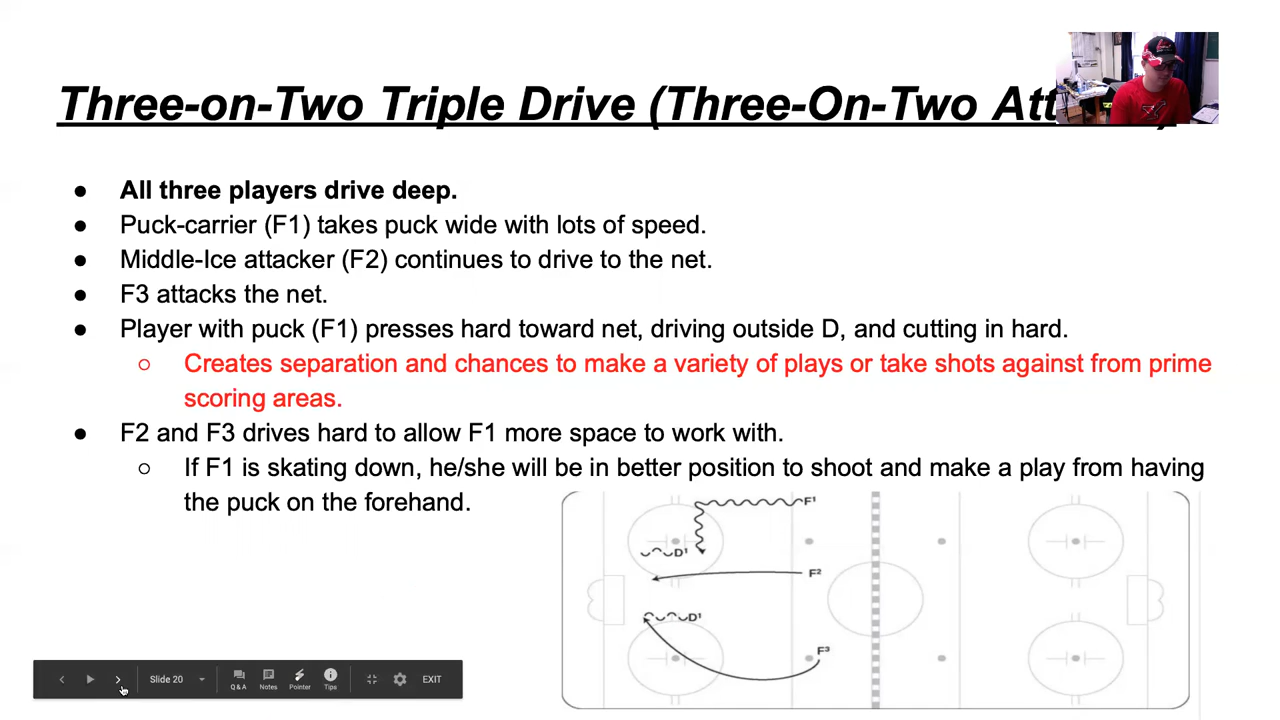 Three-on-Two Triple Drive (Three-On-Two Att
● All three players drive deep.
● Puck-carrier (F1) takes puck wide with lots of speed.
● Middle-Ice attacker (F2) continues to drive to the net.
● F3 attacks the net.
● Player with puck (F1) presses hard toward net, driving outside D, and cutting in hard.
○ Creates separation and chances to make a variety of plays or take shots against from prime
scoring areas.
● F2 and F3 drives hard to allow F1 more space to work with.
○ If F1 is skating down, he/she will be in better position to shoot and make a play from having
the puck on the forehand.
F¹
D¹
F²
D¹
F³
Slide 20
Q & A
Notes
Pointer
Tips
EXIT